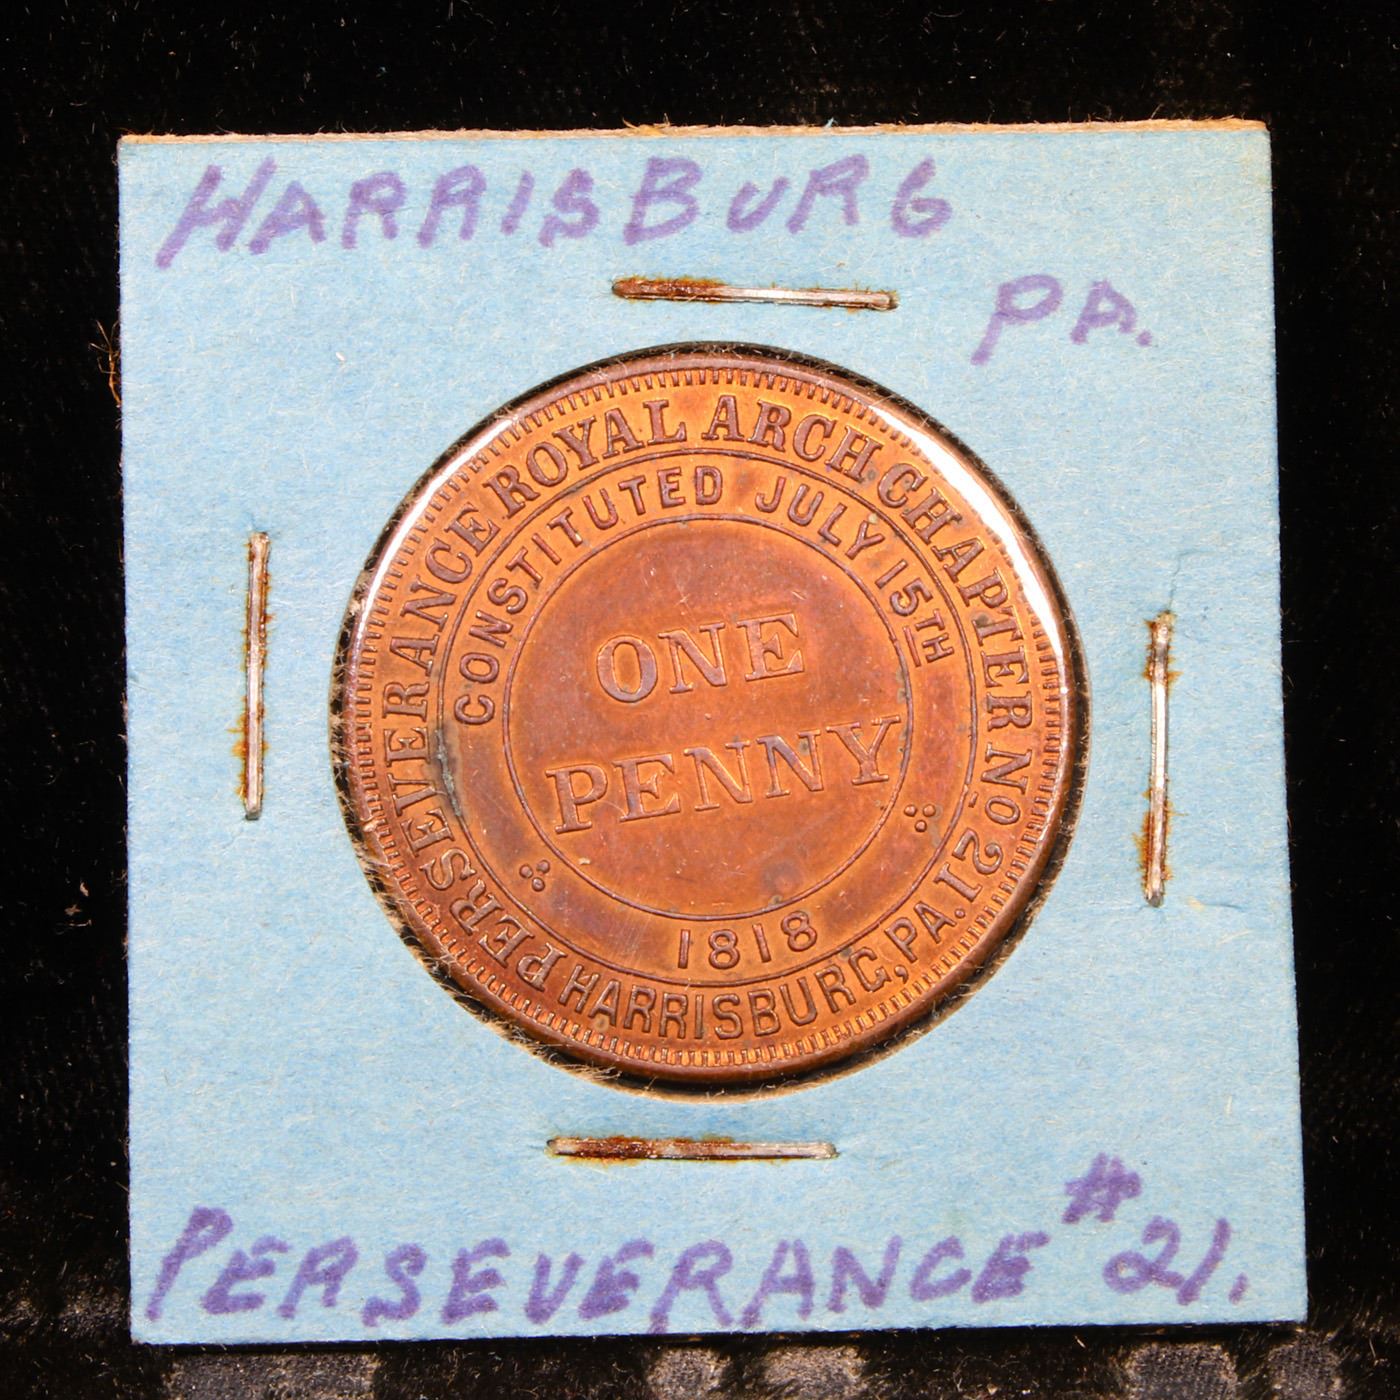 HARRISBURG
PA.
PERSEVERANCE ROYAL ARCH CHAPTER NO. 21
CONSTITUTED JULY 15TH
ONE
PENNY
1818
HARRISBURG, PA.
PERSEVERANCE #21.